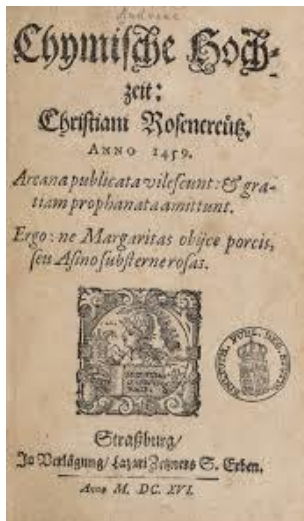 Chymische Hoch-
zeit:
Christiani Rosencreütz.
ANNO 1459.
Arcana publicata vilescunt: & gra-
tiam prophanata amittunt.
Ergo: ne Margaritas obijce porcis,
seu Asino substerne rosas.
Straßburg/
In Verlägung/ Lazari Zetzners S. Erben.
Anno M. DC. XVI.